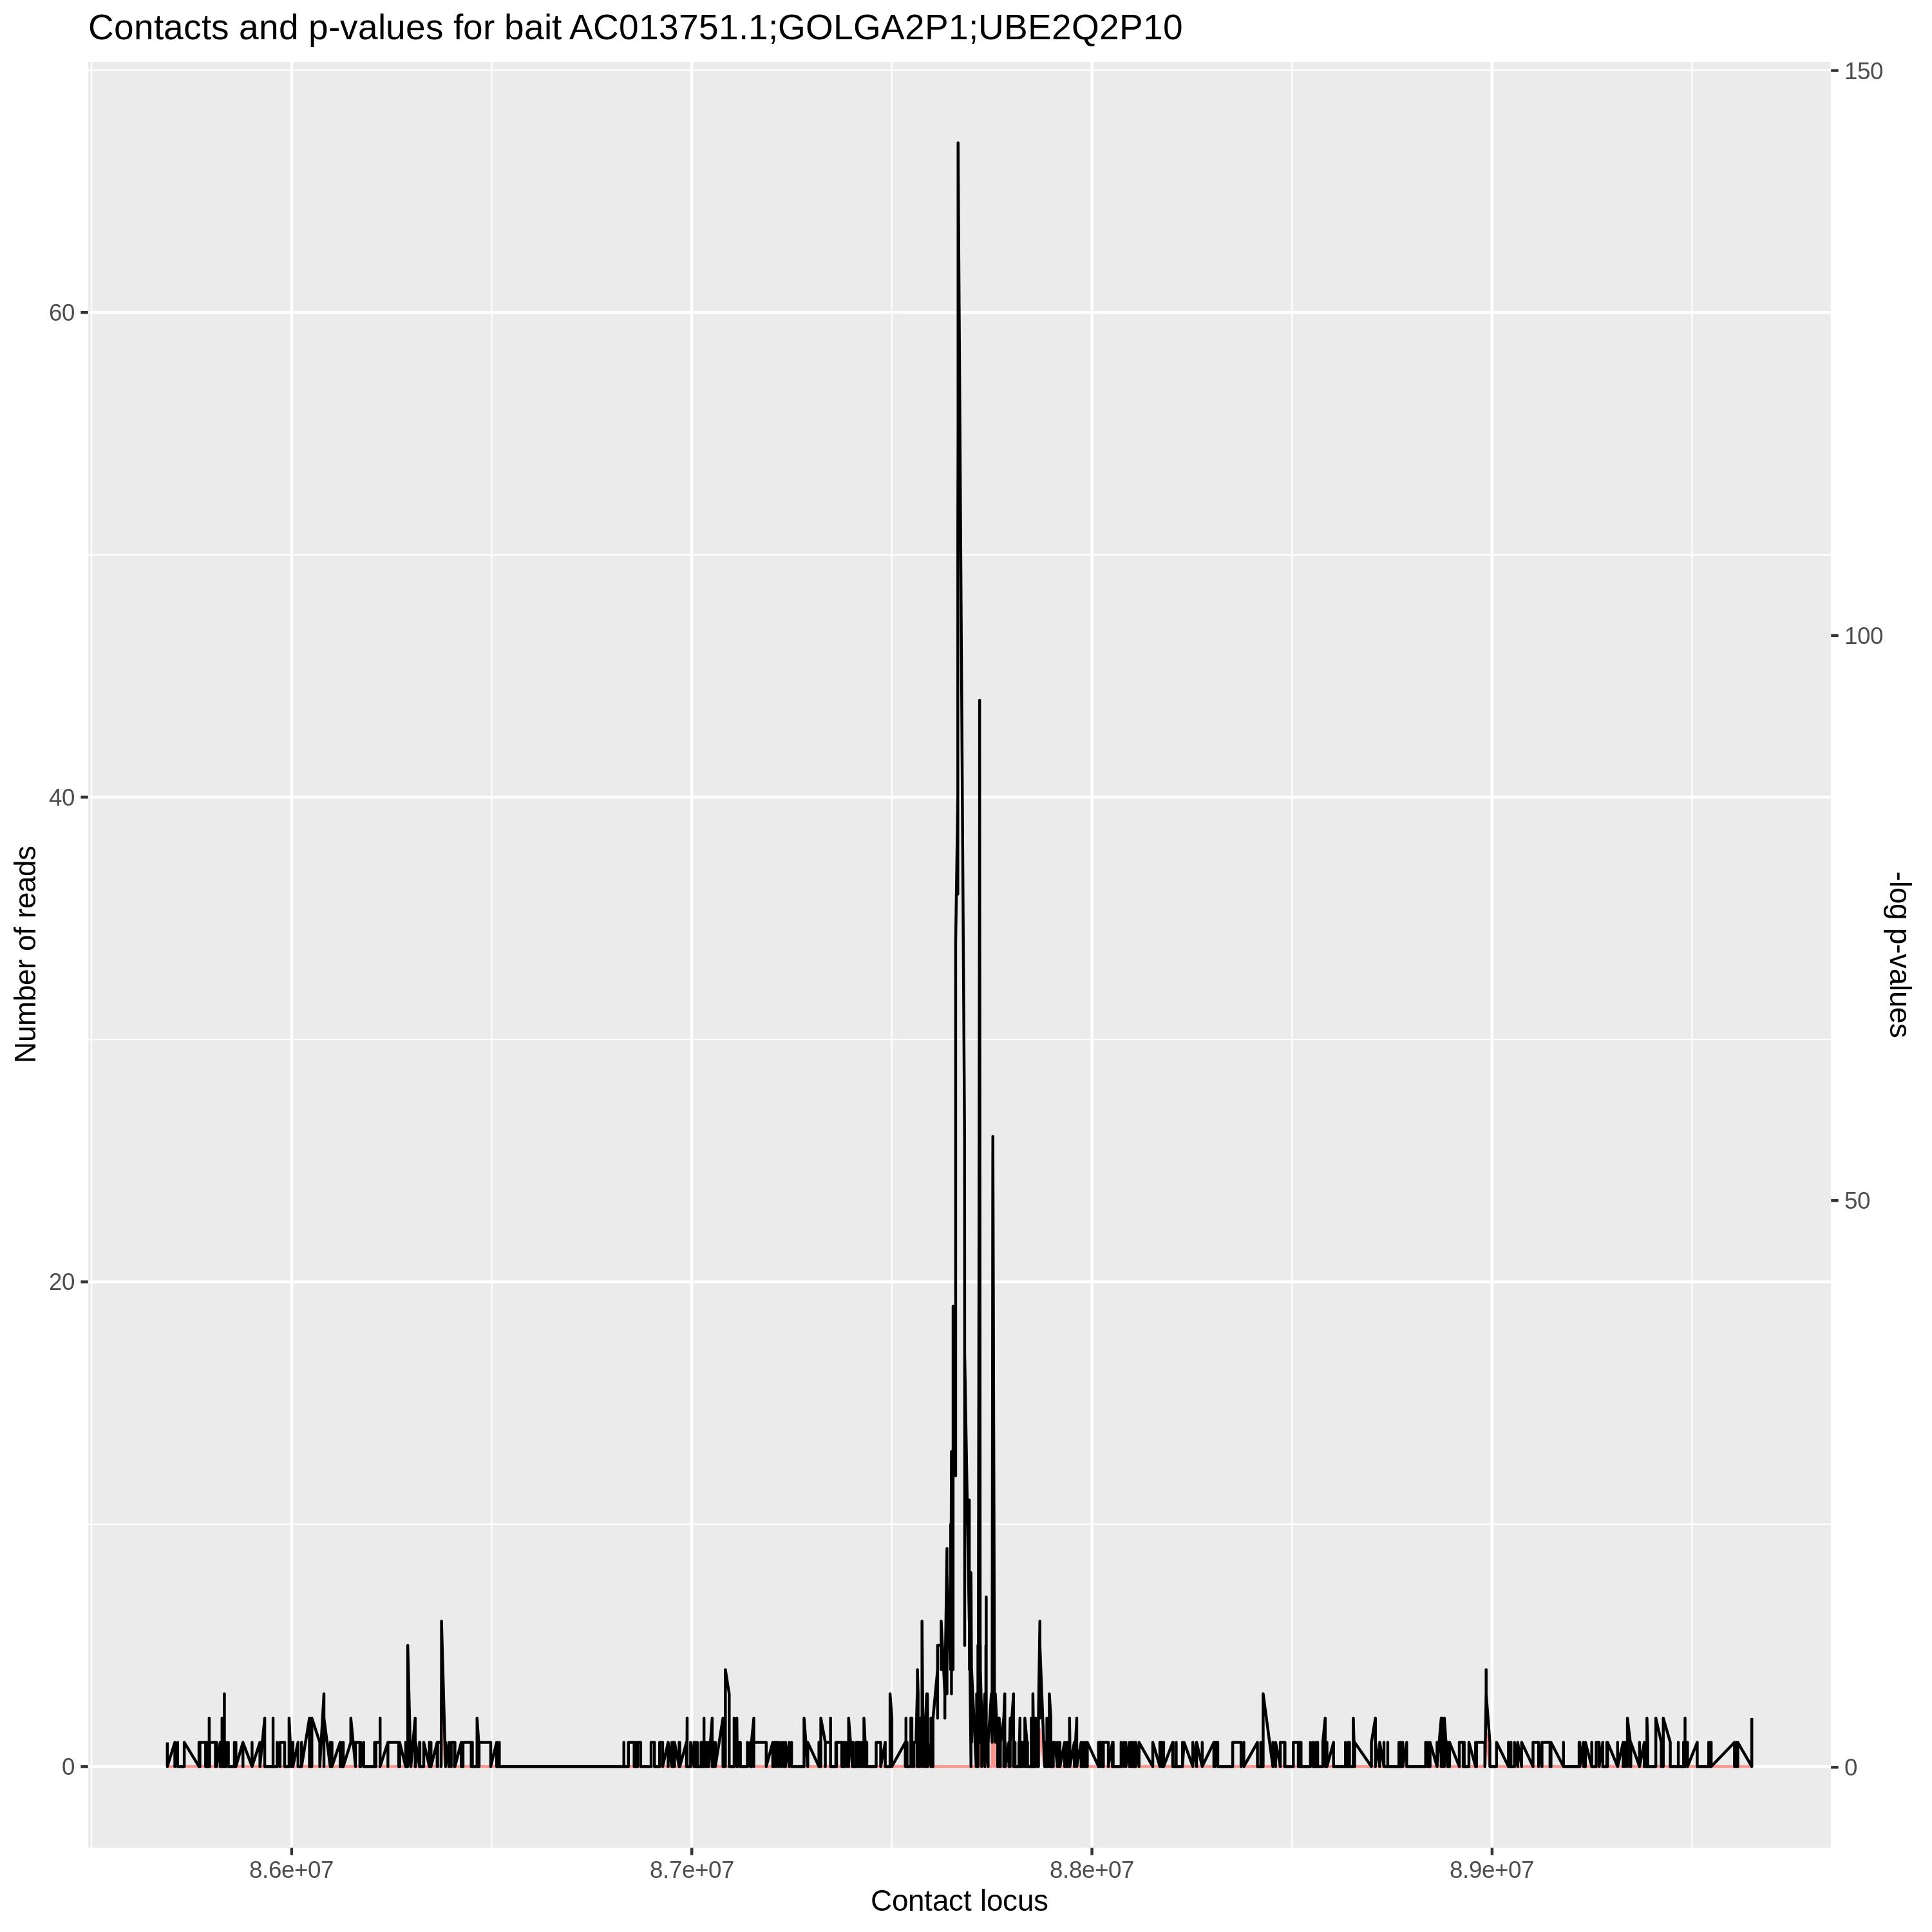 Contacts and p-values for bait AC013751.1;GOLGA2P1;UBE2Q2P10
150
60
100
40
Number of reads
-log p-values
50
20
0
0
8.6e+07
8.7e+07
8.8e+07
8.9e+07
Contact locus